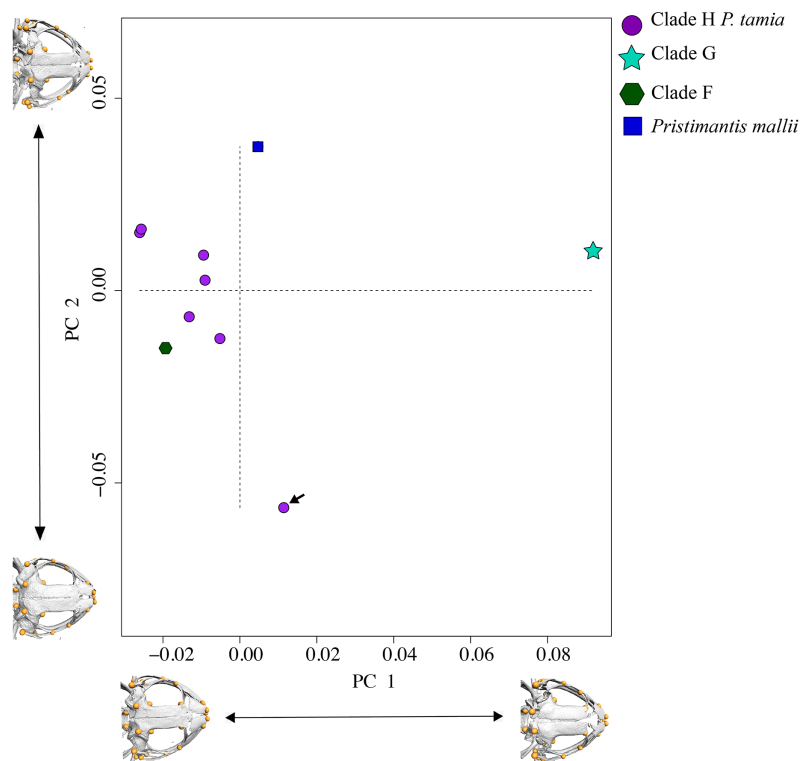 Clade H P. tamia
Clade G
Clade F
Pristimantis mallii
0.05
0.00
−0.05
PC 2
−0.02 0.00 0.02 0.04 0.06 0.08
PC 1